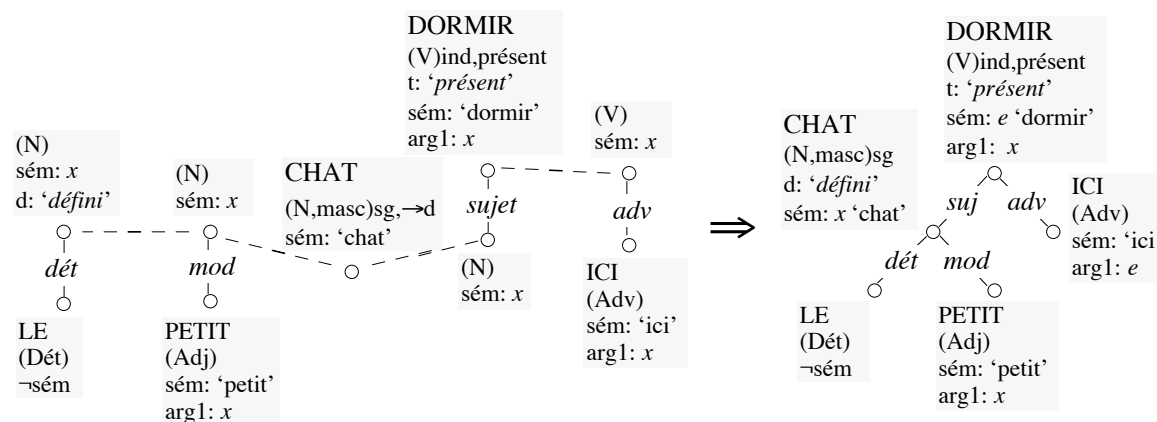 (N)
sém: x
d: ‘défini’
dét
LE
(Dét)
¬sém
(N)
sém: x
mod
PETIT
(Adj)
sém: ‘petit’
arg1: x
CHAT
(N,masc)sg,→d
sém: ‘chat’
DORMIR
(V)ind,présent
t: ‘présent’
sém: ‘dormir’
arg1: x
sujet
(N)
sém: x
(V)
sém: x
adv
ICI
(Adv)
sém: ‘ici’
arg1: x
⇒
DORMIR
(V)ind,présent
t: ‘présent’
sém: e ‘dormir’
arg1: x
CHAT
(N,masc)sg
d: ‘défini’
sém: x ‘chat’
suj
adv
ICI
(Adv)
sém: ‘ici
arg1: e
dét
mod
LE
(Dét)
¬sém
PETIT
(Adj)
sém: ‘petit’
arg1: x